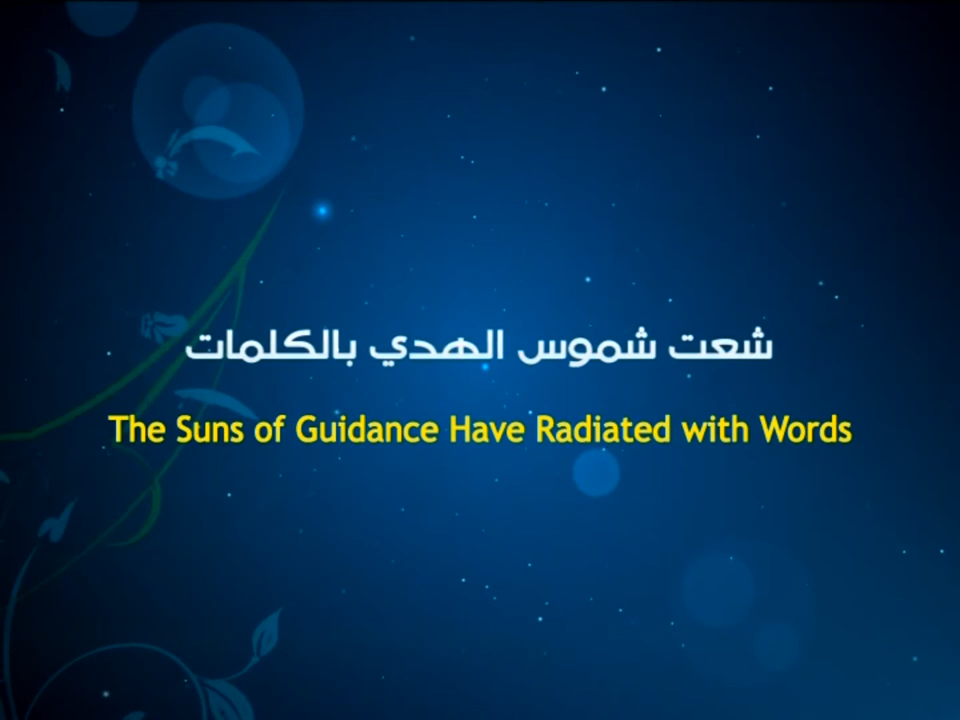 شعت شموس الهدي بالكلمات
The Suns of Guidance Have Radiated with Words